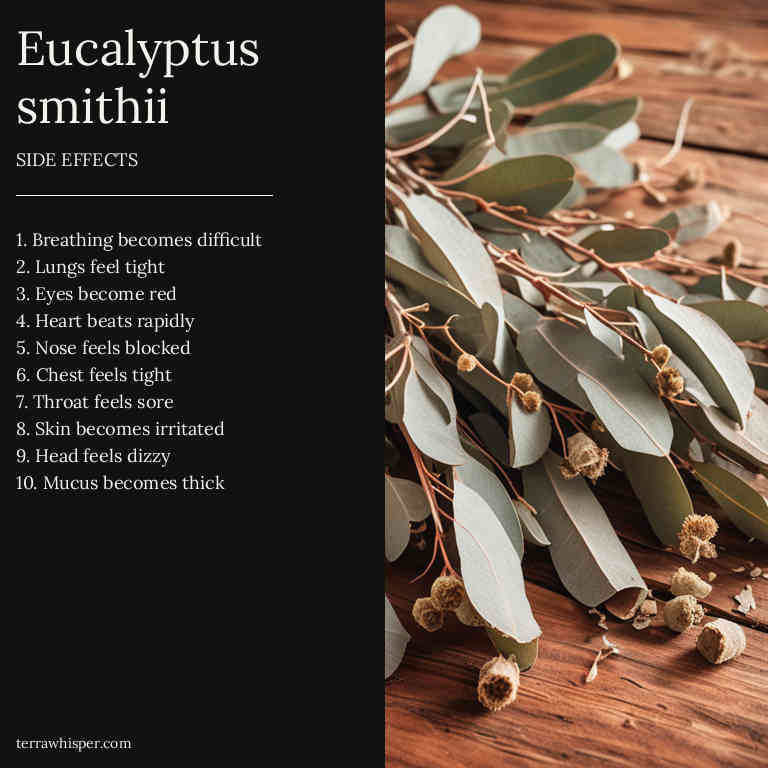 Eucalyptus
smithii
SIDE EFFECTS
1. Breathing becomes difficult
2. Lungs feel tight
3. Eyes become red
4. Heart beats rapidly
5. Nose feels blocked
6. Chest feels tight
7. Throat feels sore
8. Skin becomes irritated
9. Head feels dizzy
10. Mucus becomes thick
terrawhisper.com